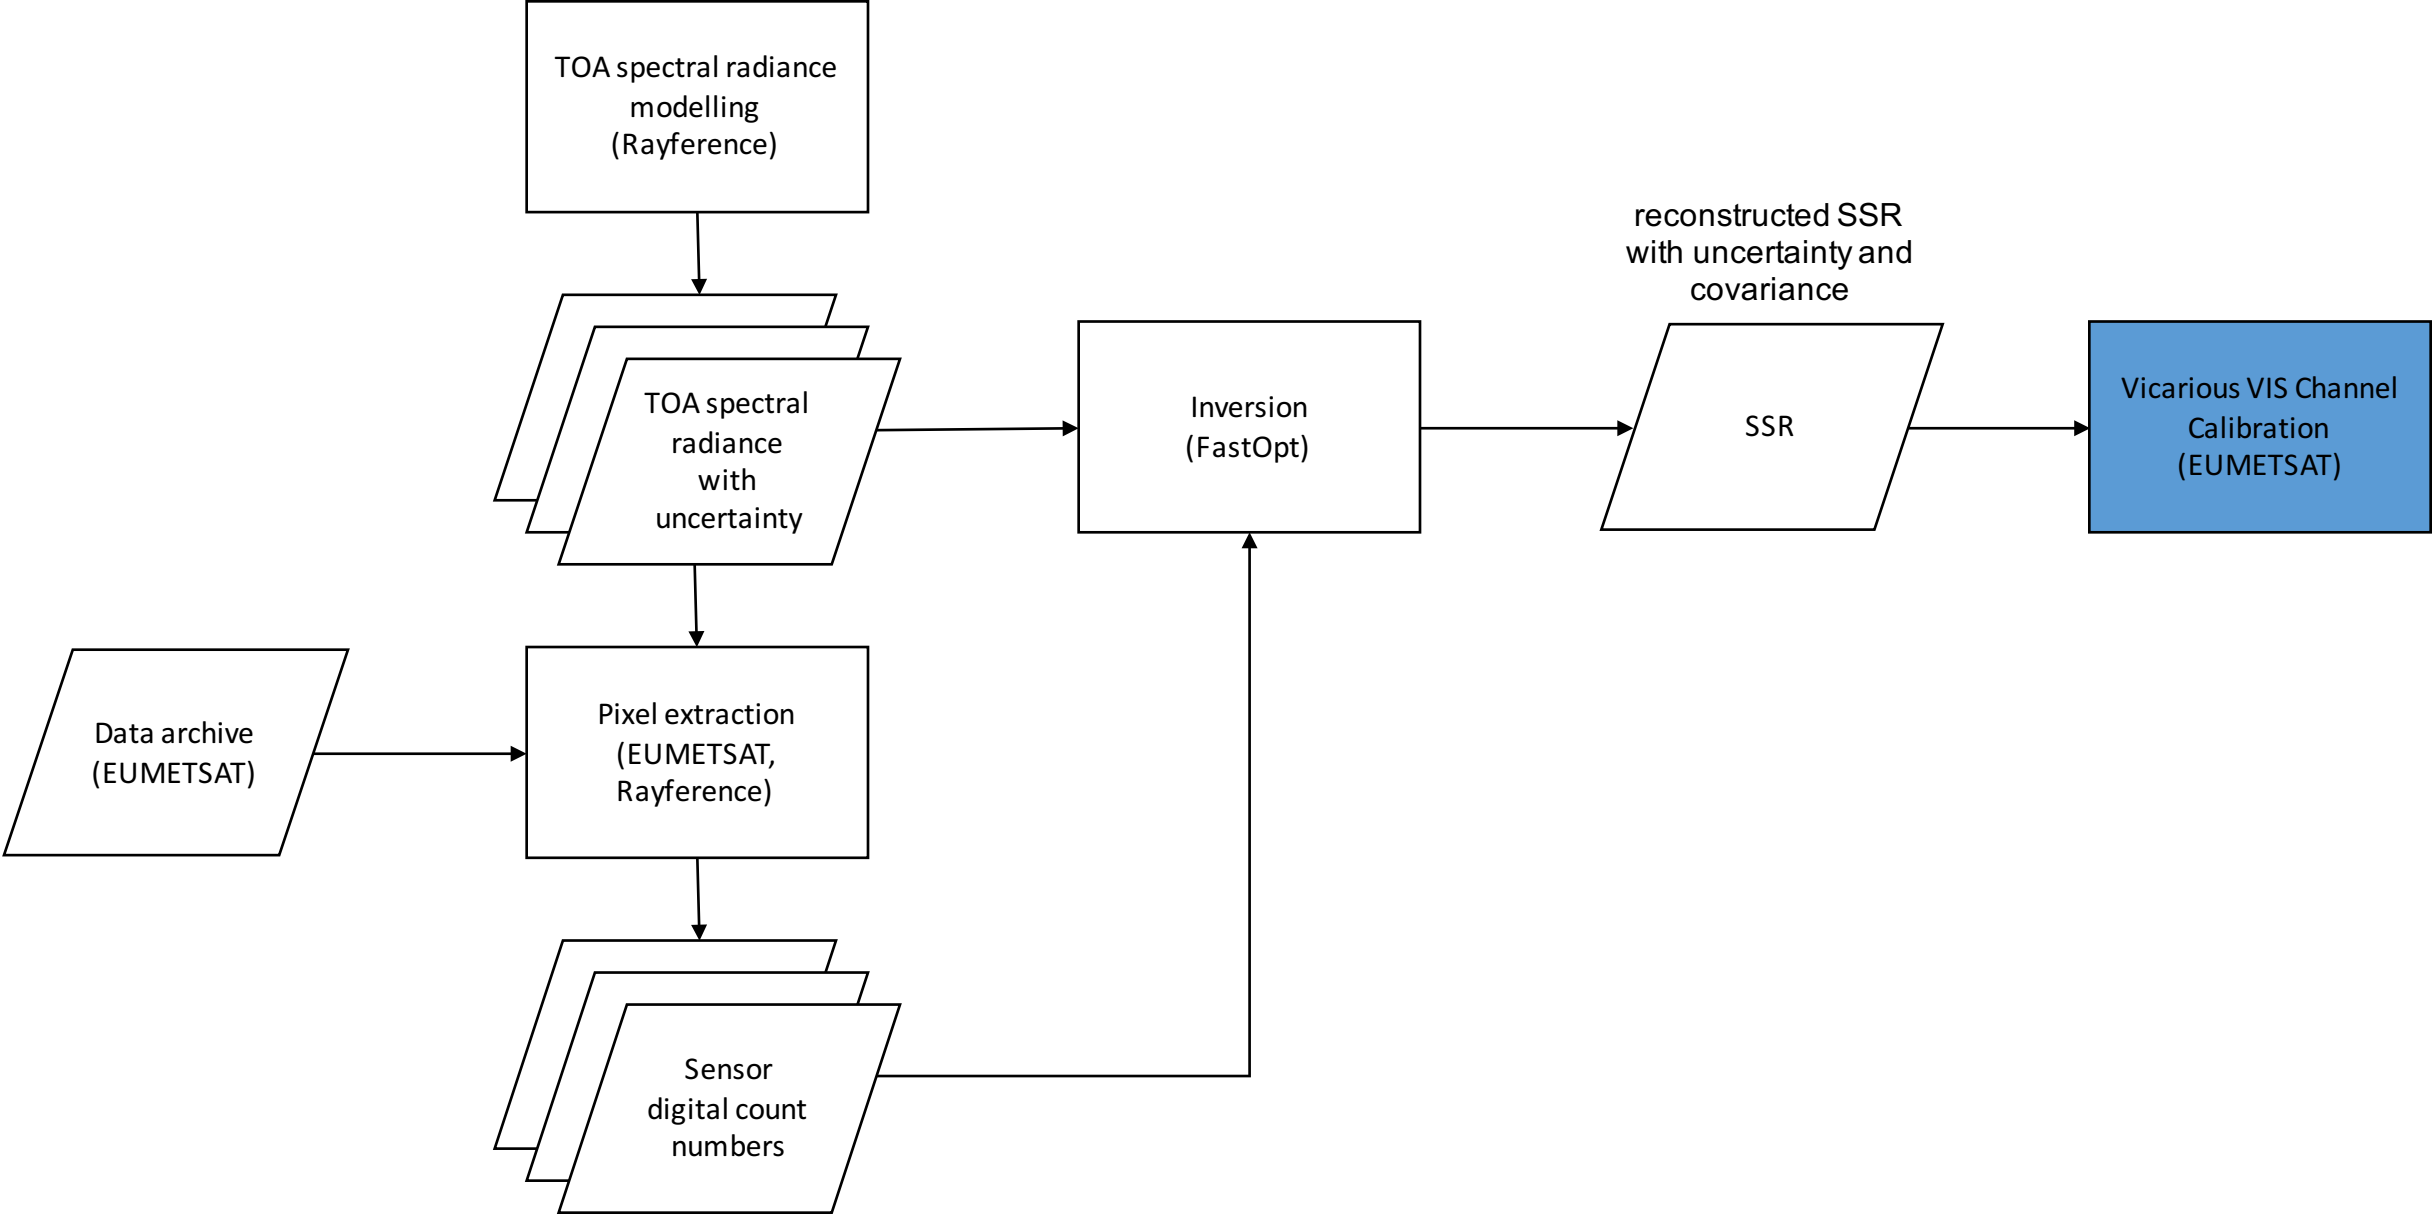 TOA spectral radiance
modelling
(Rayference)
TOA spectral
radiance
with
uncertainty
Inversion
(FastOpt)
reconstructed SSR
with uncertainty and
covariance
SSR
Vicarious VIS Channel
Calibration
(EUMETSAT)
Data archive
(EUMETSAT)
Pixel extraction
(EUMETSAT,
Rayference)
Sensor
digital count
numbers